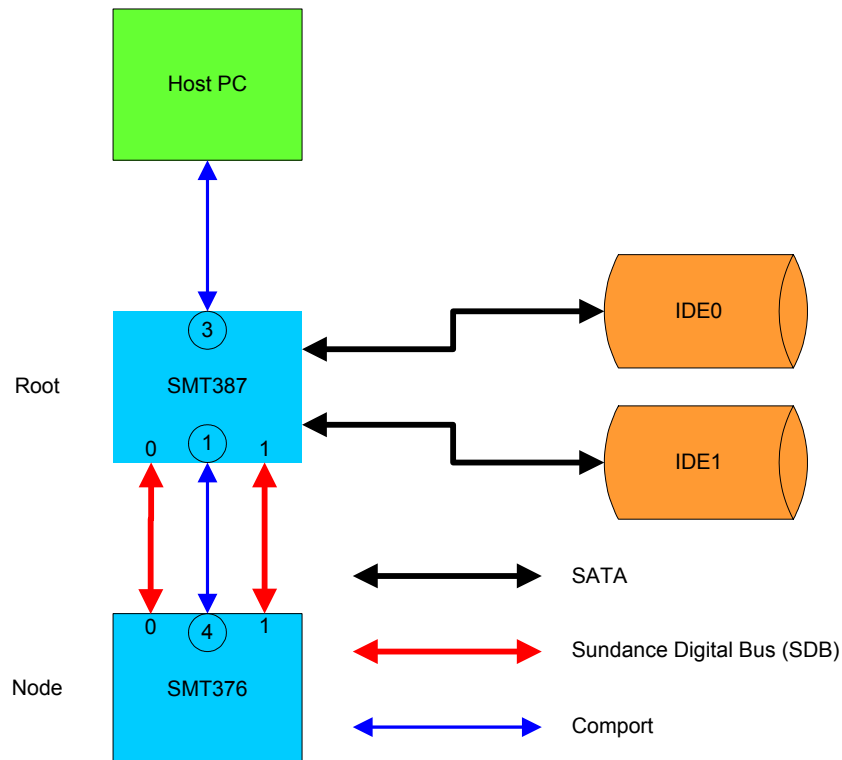 Host PC
3
IDE0
Root
SMT387
0
1
1
IDE1
SATA
0
4
1
Sundance Digital Bus (SDB)
Node
SMT376
Comport